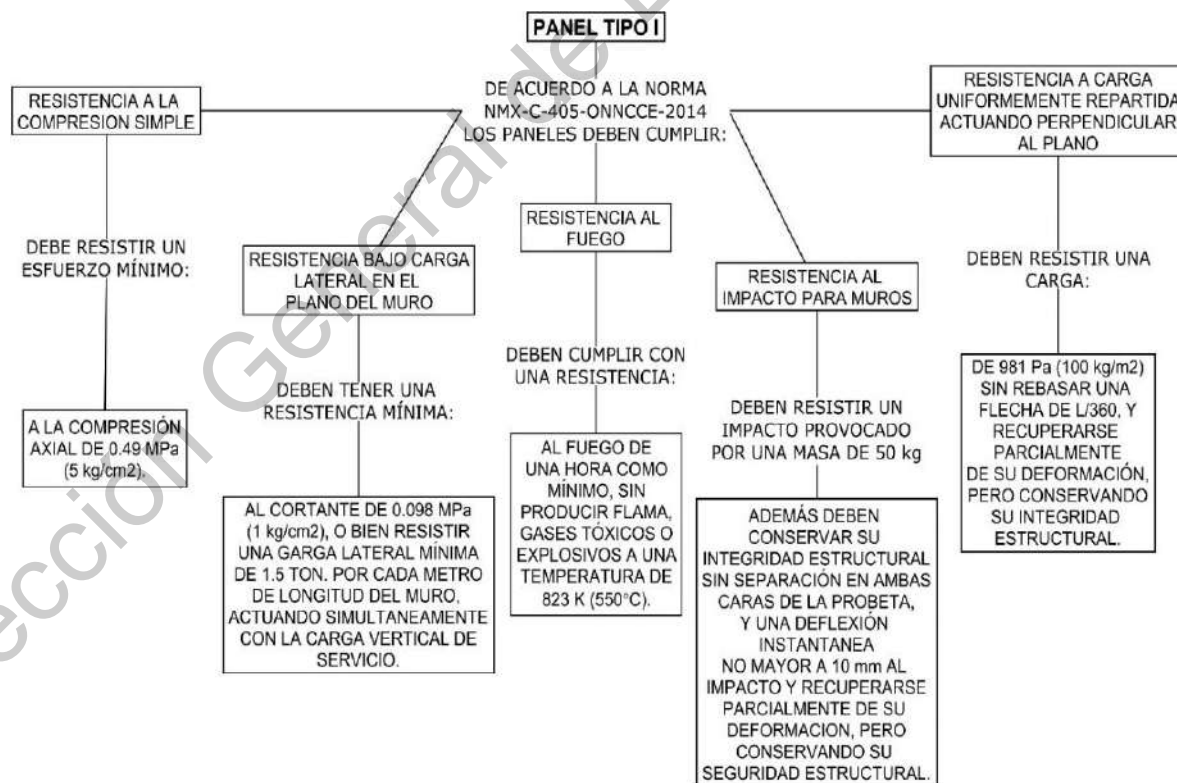 PANEL TIPO I
DE ACUERDO A LA NORMA
NMX-C-405-ONNCCE-2014
LOS PANELES DEBEN CUMPLIR:
RESISTENCIA A LA
COMPRESION SIMPLE
DEBE RESISTIR UN
ESFUERZO MÍNIMO:
A LA COMPRESIÓN
AXIAL DE 0.49 MPa
(5 kg/cm2).
RESISTENCIA BAJO CARGA
LATERAL EN EL
PLANO DEL MURO
DEBEN TENER UNA
RESISTENCIA MÍNIMA:
AL CORTANTE DE 0.098 MPa
(1 kg/cm2), O BIEN RESISTIR
UNA GARGA LATERAL MÍNIMA
DE 1.5 TON. POR CADA METRO
DE LONGITUD DEL MURO,
ACTUANDO SIMULTANEAMENTE
CON LA CARGA VERTICAL DE
SERVICIO.
RESISTENCIA AL
FUEGO
DEBEN CUMPLIR CON
UNA RESISTENCIA:
AL FUEGO DE
UNA HORA COMO
MÍNIMO, SIN
PRODUCIR FLAMA,
GASES TÓXICOS O
EXPLOSIVOS A UNA
TEMPERATURA DE
823 K (550°C).
RESISTENCIA AL
IMPACTO PARA MUROS
DEBEN RESISTIR UN
IMPACTO PROVOCADO
POR UNA MASA DE 50 kg
ADEMÁS DEBEN
CONSERVAR SU
INTEGRIDAD ESTRUCTURAL
SIN SEPARACIÓN EN AMBAS
CARAS DE LA PROBETA,
Y UNA DEFLEXIÓN
INSTANTANEA
NO MAYOR A 10 mm AL
IMPACTO Y RECUPERARSE
PARCIALMENTE DE SU
DEFORMACION, PERO
CONSERVANDO SU
SEGURIDAD ESTRUCTURAL.
RESISTENCIA A CARGA
UNIFORMEMENTE REPARTIDA
ACTUANDO PERPENDICULAR
AL PLANO
DEBEN RESISTIR UNA
CARGA:
DE 981 Pa (100 kg/m2)
SIN REBASAR UNA
FLECHA DE L/360, Y
RECUPERARSE
PARCIALMENTE
DE SU DEFORMACIÓN,
PERO CONSERVANDO
SU INTEGRIDAD
ESTRUCTURAL.
ección General de